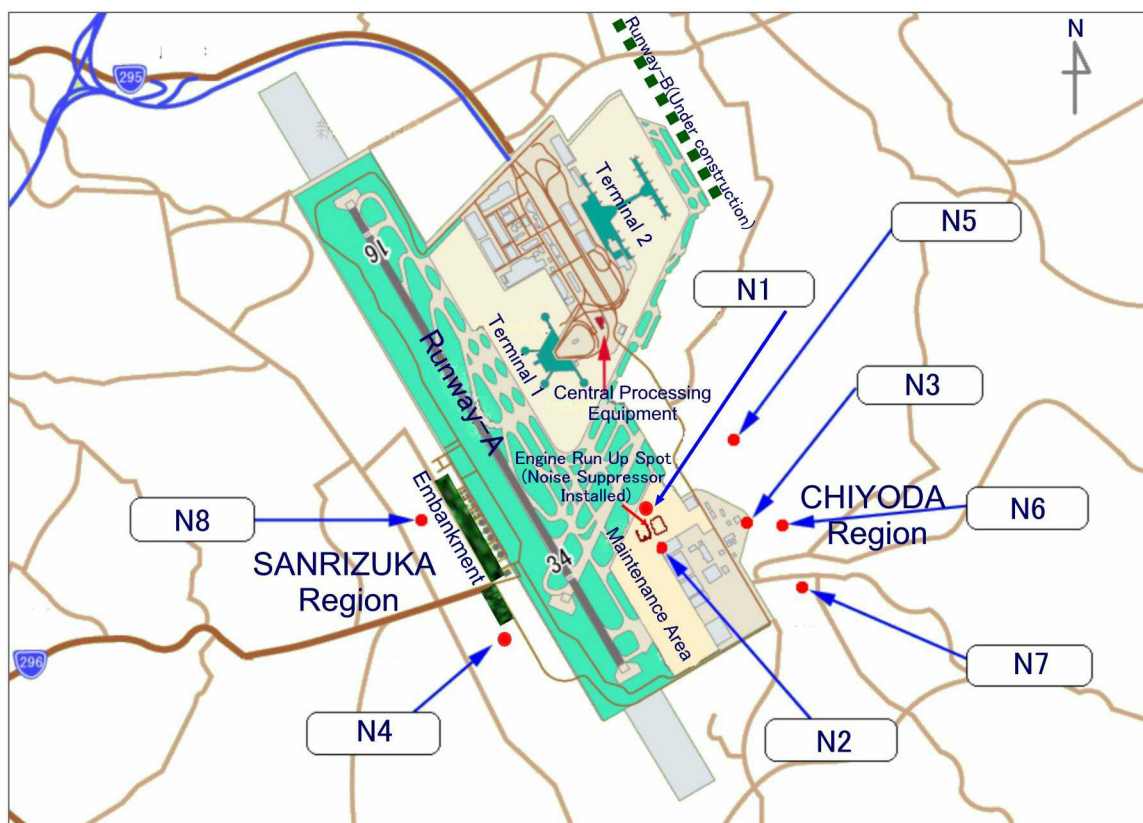 Runway-B(Under construction)
N
295
新
Terminal 2
N5
N1
16
Terminal 1
Runway-A
Central Processing
Equipment
N3
Engine Run Up Spot
(Noise Suppressor
Installed)
CHIYODA
Region
N6
N8
Embankment
SANRIZUKA
Region
34
Maintenance Area
296
N7
N4
N2